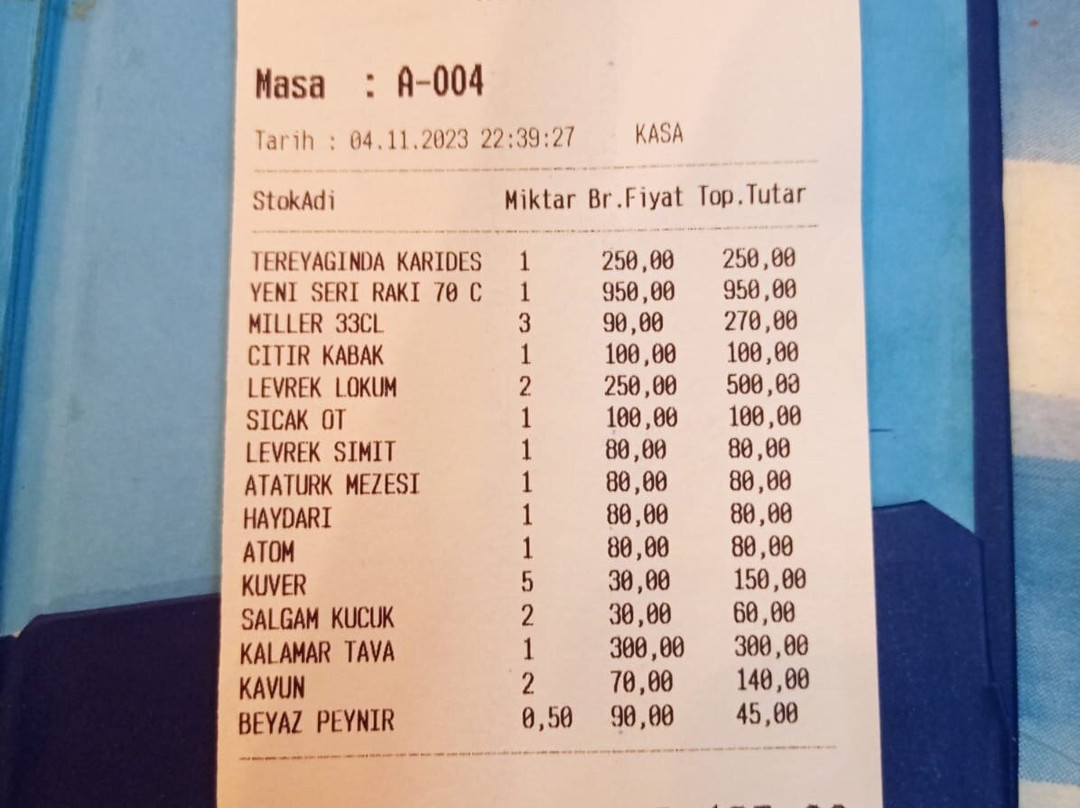 Masa : A-004
Tarih : 04.11.2023 22:39:27 KASA
StokAdi Miktar Br.Fiyat Top.Tutar
TEREYAGINDA KARIDES 1 250,00 250,00
YENI SERI RAKI 70 C 1 950,00 950,00
MILLER 33CL 3 90,00 270,00
CITIR KABAK 1 100,00 100,00
LEVREK LOKUM 2 250,00 500,00
SICAK OT 1 100,00 100,00
LEVREK SIMIT 1 80,00 80,00
ATATURK MEZESI 1 80,00 80,00
HAYDARI 1 80,00 80,00
ATOM 1 80,00 80,00
KUVER 5 30,00 150,00
SALGAM KUCUK 2 30,00 60,00
KALAMAR TAVA 1 300,00 300,00
KAVUN 2 70,00 140,00
BEYAZ PEYNIR 0,50 90,00 45,00